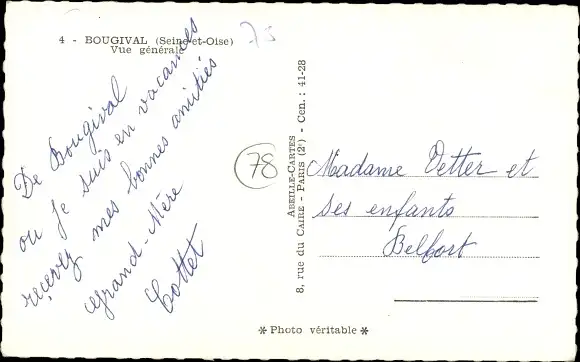 4 - BOUGIVAL (Seine-et-Oise)
Vue générale
78
De Bougival
ou je suis en vacances
recevez mes bonnes amitiés
Grand-Mère
Cottet
78
ABEILLE-CARTES
8, rue du CAIRE - PARIS (2e) - Cen.: 41-28
Madame Vetter et
Ses enfants
Belfort
* Photo véritable *